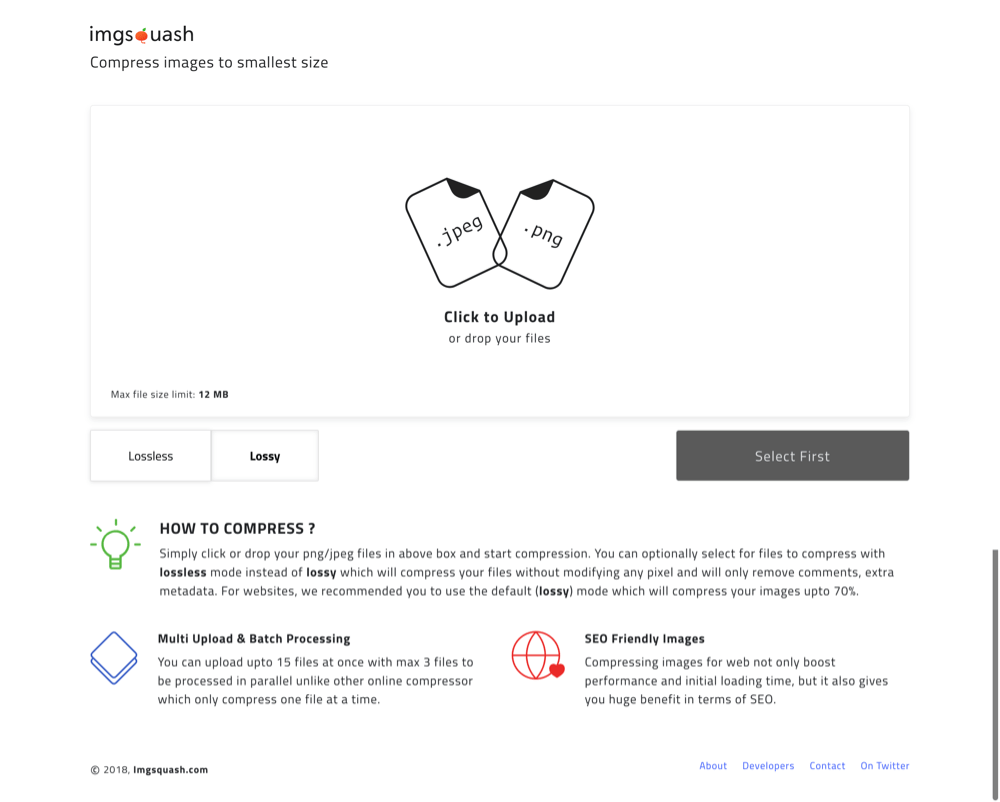 imgsquash
Compress images to smallest size
.jpeg
.png
Click to Upload
or drop your files
Max file size limit: 12 MB
Lossless
Lossy
Select First
HOW TO COMPRESS ?
Simply click or drop your png/jpeg files in above box and start compression. You can optionally select for files to compress with
lossless mode instead of lossy which will compress your files without modifying any pixel and will only remove comments, extra
metadata. For websites, we recommended you to use the default (lossy) mode which will compress your images upto 70%.
Multi Upload & Batch Processing
You can upload upto 15 files at once with max 3 files to
be processed in parallel unlike other online compressor
which only compress one file at a time.
SEO Friendly Images
Compressing images for web not only boost
performance and initial loading time, but it also gives
you huge benefit in terms of SEO.
© 2018, Imgsquash.com
About
Developers
Contact
On Twitter